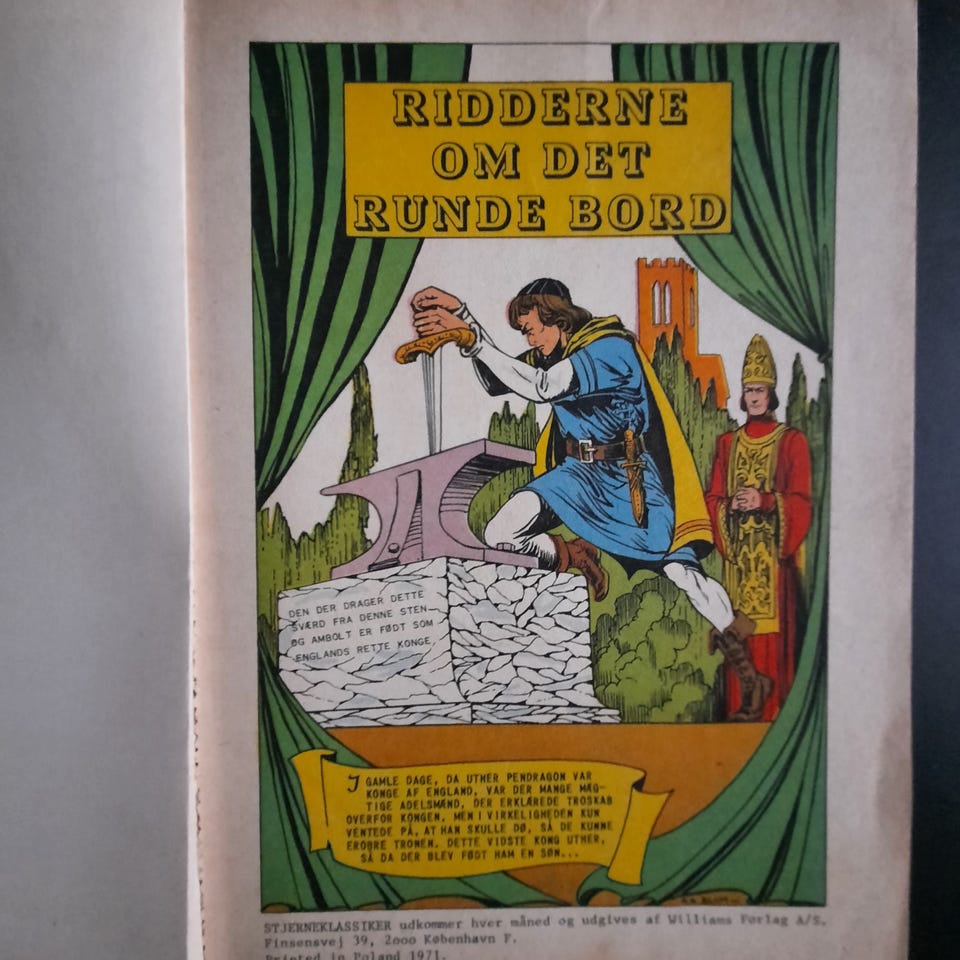 RIDDERNE
OM DET
RUNDE BORD
DEN DER DRAGER DETTE
SVÆRD FRA DENNE STEN
OG AMBOLT ER FØDT SOM
ENGLANDS RETTE KONGE.
I GAMLE DAGE, DA UTHER PENDRAGON VAR
KONGE AF ENGLAND, VAR DER MANGE MÆG-
TIGE ADELSMÆND, DER ERKLÆREDE TROSKAB
OVERFOR KONGEN. MEN I VIRKELIGHEDEN KUN
VENTEDE PÅ, AT HAN SKULLE DØ, SÅ DE KUNNE
EROBRE TRONEN. DETTE VIDSTE KONG UTHER,
SÅ DA DER BLEV FØDT HAM EN SØN...
STJERNEKLASSIKER udkommer hver måned og udgives af Williams Forlag A/S.
Finsensvej 39, 2ooo København F.
Printed in Poland 1971.